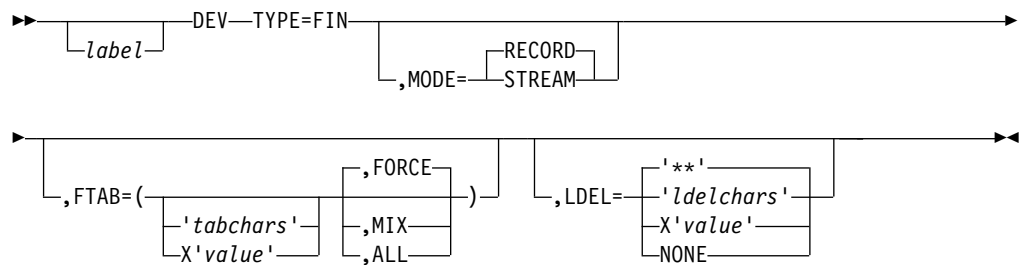 DEV TYPE=FIN
label
RECORD
,MODE= STREAM
,FORCE '**'
,FTAB=( ) ,LDEL= 'ldelchars'
'tabchars' ,MIX X'value'
X'value' ,ALL NONE